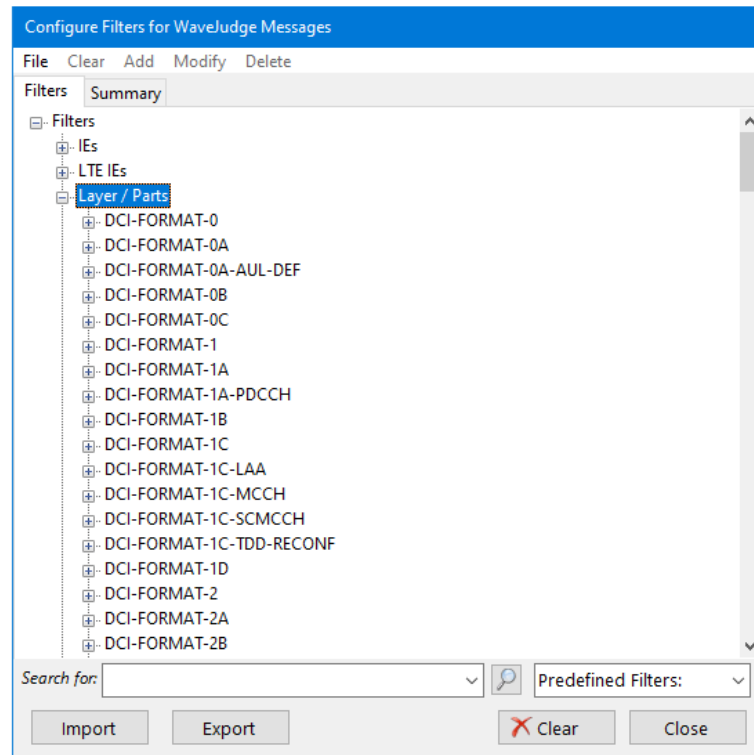 Configure Filters for WaveJudge Messages
File Clear Add Modify Delete
Filters Summary
Filters
IEs
LTE IEs
Layer / Parts
DCI-FORMAT-0
DCI-FORMAT-0A
DCI-FORMAT-0A-AUL-DEF
DCI-FORMAT-0B
DCI-FORMAT-0C
DCI-FORMAT-1
DCI-FORMAT-1A
DCI-FORMAT-1A-PDCCH
DCI-FORMAT-1B
DCI-FORMAT-1C
DCI-FORMAT-1C-LAA
DCI-FORMAT-1C-MCCH
DCI-FORMAT-1C-SCMCCH
DCI-FORMAT-1C-TDD-RECONF
DCI-FORMAT-1D
DCI-FORMAT-2
DCI-FORMAT-2A
DCI-FORMAT-2B
Search for: Predefined Filters:
Import Export Clear Close